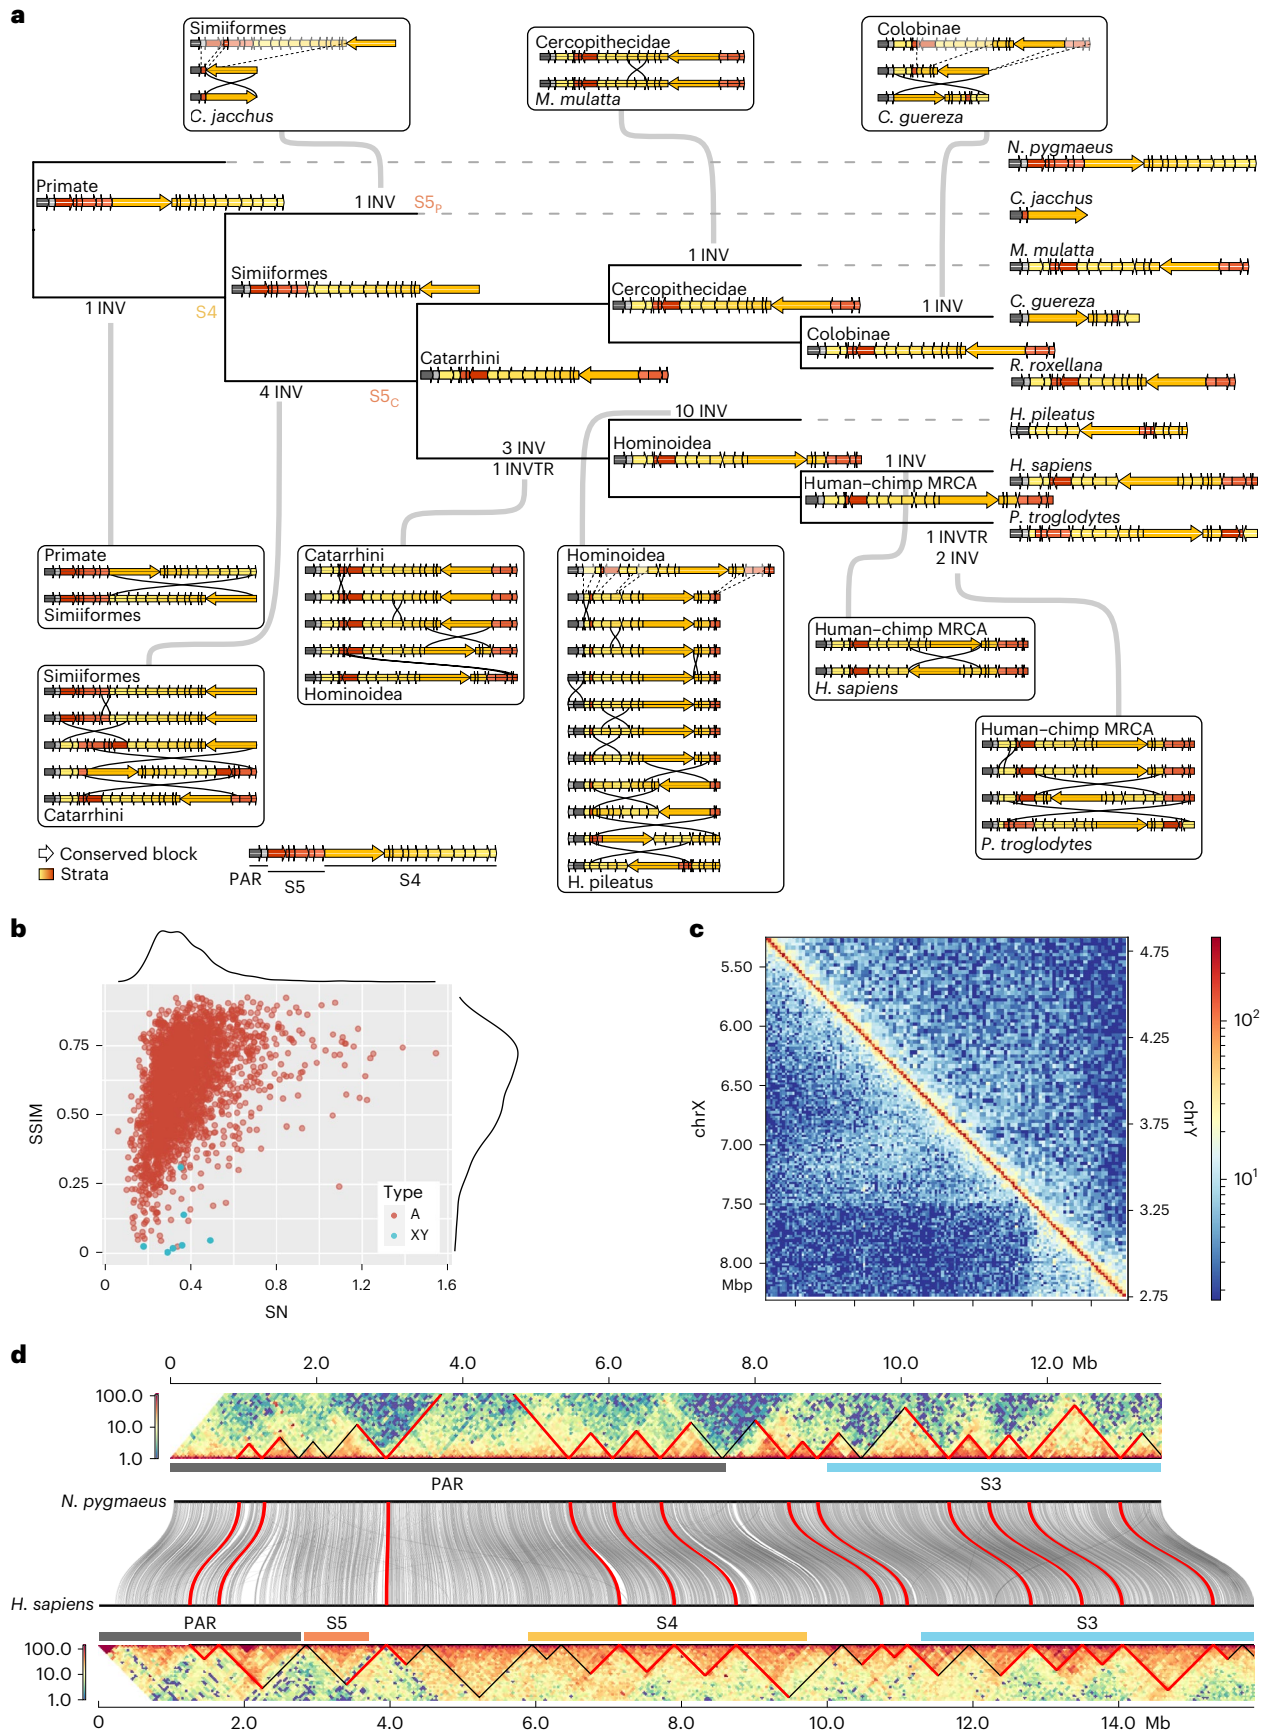 a
Simiiformes
C. jacchus
Cercopithecidae
M. mulatta
Colobinae
C. guereza
N. pygmaeus
Primate
1 INV
S5P
C. jacchus
M. mulatta
1 INV
Simiiformes
Cercopithecidae
C. guereza
1 INV
S4
1 INV
Colobinae
Catarrhini
R. roxellana
4 INV
S5C
10 INV
H. pileatus
3 INV
Hominoidea
1 INVTR
1 INV
H. sapiens
Human–chimp MRCA
P. troglodytes
1 INVTR
2 INV
Primate
Simiiformes
Catarrhini
Hominoidea
Hominoidea
H. pileatus
Human–chimp MRCA
H. sapiens
Simiiformes
Catarrhini
Human–chimp MRCA
P. troglodytes
Conserved block
Strata
PAR
S5
S4
b
SSIM
0.75
0.50
0.25
0
0
0.4
0.8
1.2
1.6
SN
Type
A
XY
c
chrX
5.50
6.00
6.50
7.00
7.50
8.00
Mbp
4.75
4.25
3.75
3.25
2.75
chrY
10²
10¹
d
0 2.0 4.0 6.0 8.0 10.0 12.0 Mb
100.0
10.0
1.0
PAR
S3
N. pygmaeus
H. sapiens
PAR S5 S4 S3
100.0
10.0
1.0
0 2.0 4.0 6.0 8.0 10.0 12.0 14.0 Mb